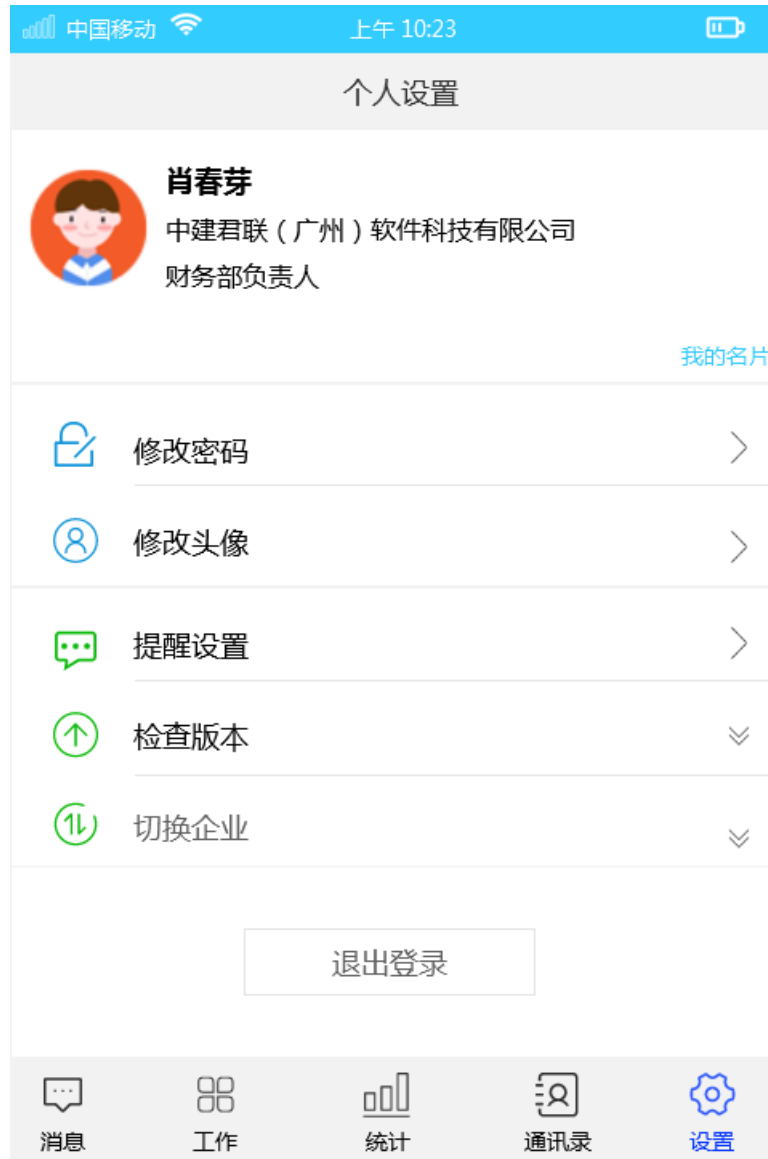 中国移动 上午 10:23
个人设置
肖春芽
中建君联（广州）软件科技有限公司
财务部负责人
我的名片
修改密码
修改头像
提醒设置
检查版本
切换企业
退出登录
消息 工作 统计 通讯录 设置